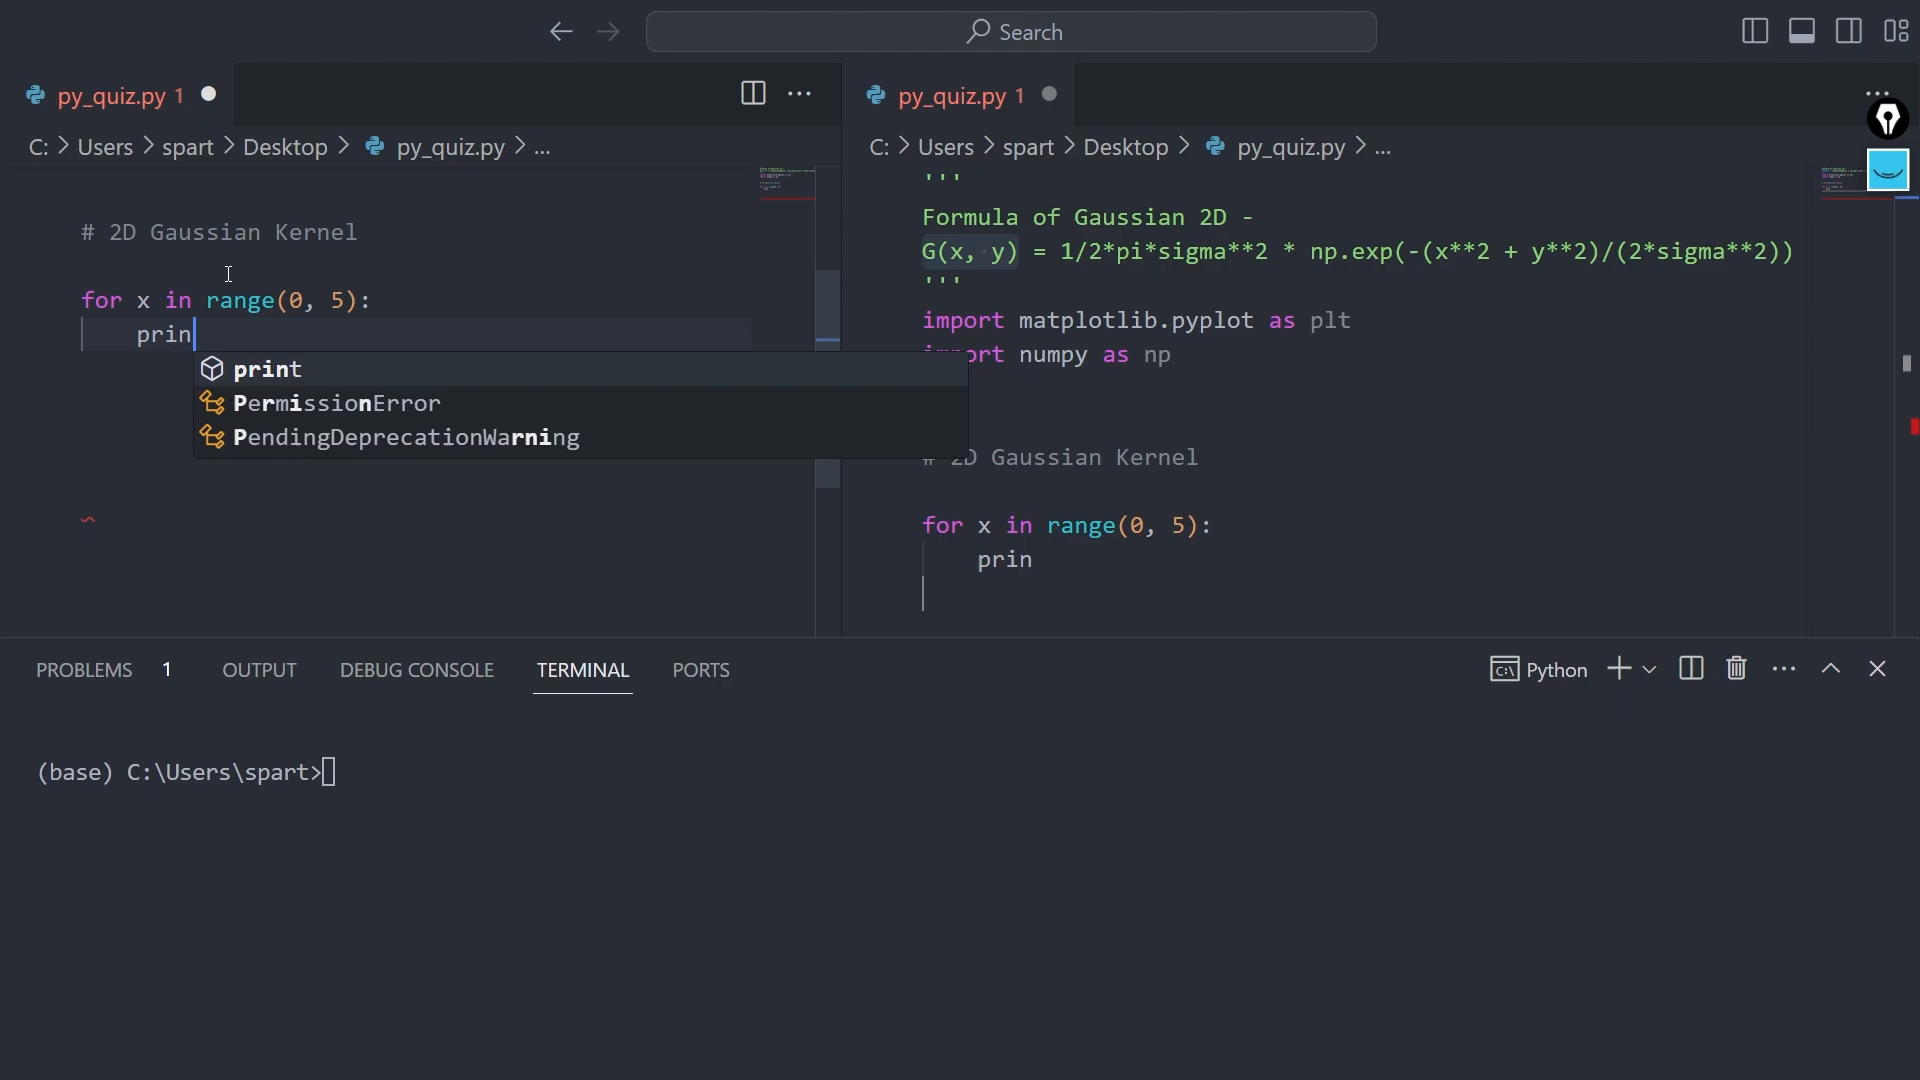 Search
py_quiz.py 1
C: > Users > spart > Desktop > py_quiz.py > ...
# 2D Gaussian Kernel
for x in range(0, 5):
prin
print
PermissionError
PendingDeprecationWarning
py_quiz.py 1
C: > Users > spart > Desktop > py_quiz.py > ...
'''
Formula of Gaussian 2D -
G(x, y) = 1/2*pi*sigma**2 * np.exp(-(x**2 + y**2)/(2*sigma**2))
'''
import matplotlib.pyplot as plt
import numpy as np
# 2D Gaussian Kernel
for x in range(0, 5):
prin
PROBLEMS 1 OUTPUT DEBUG CONSOLE TERMINAL PORTS
Python
(base) C:\Users\spart>